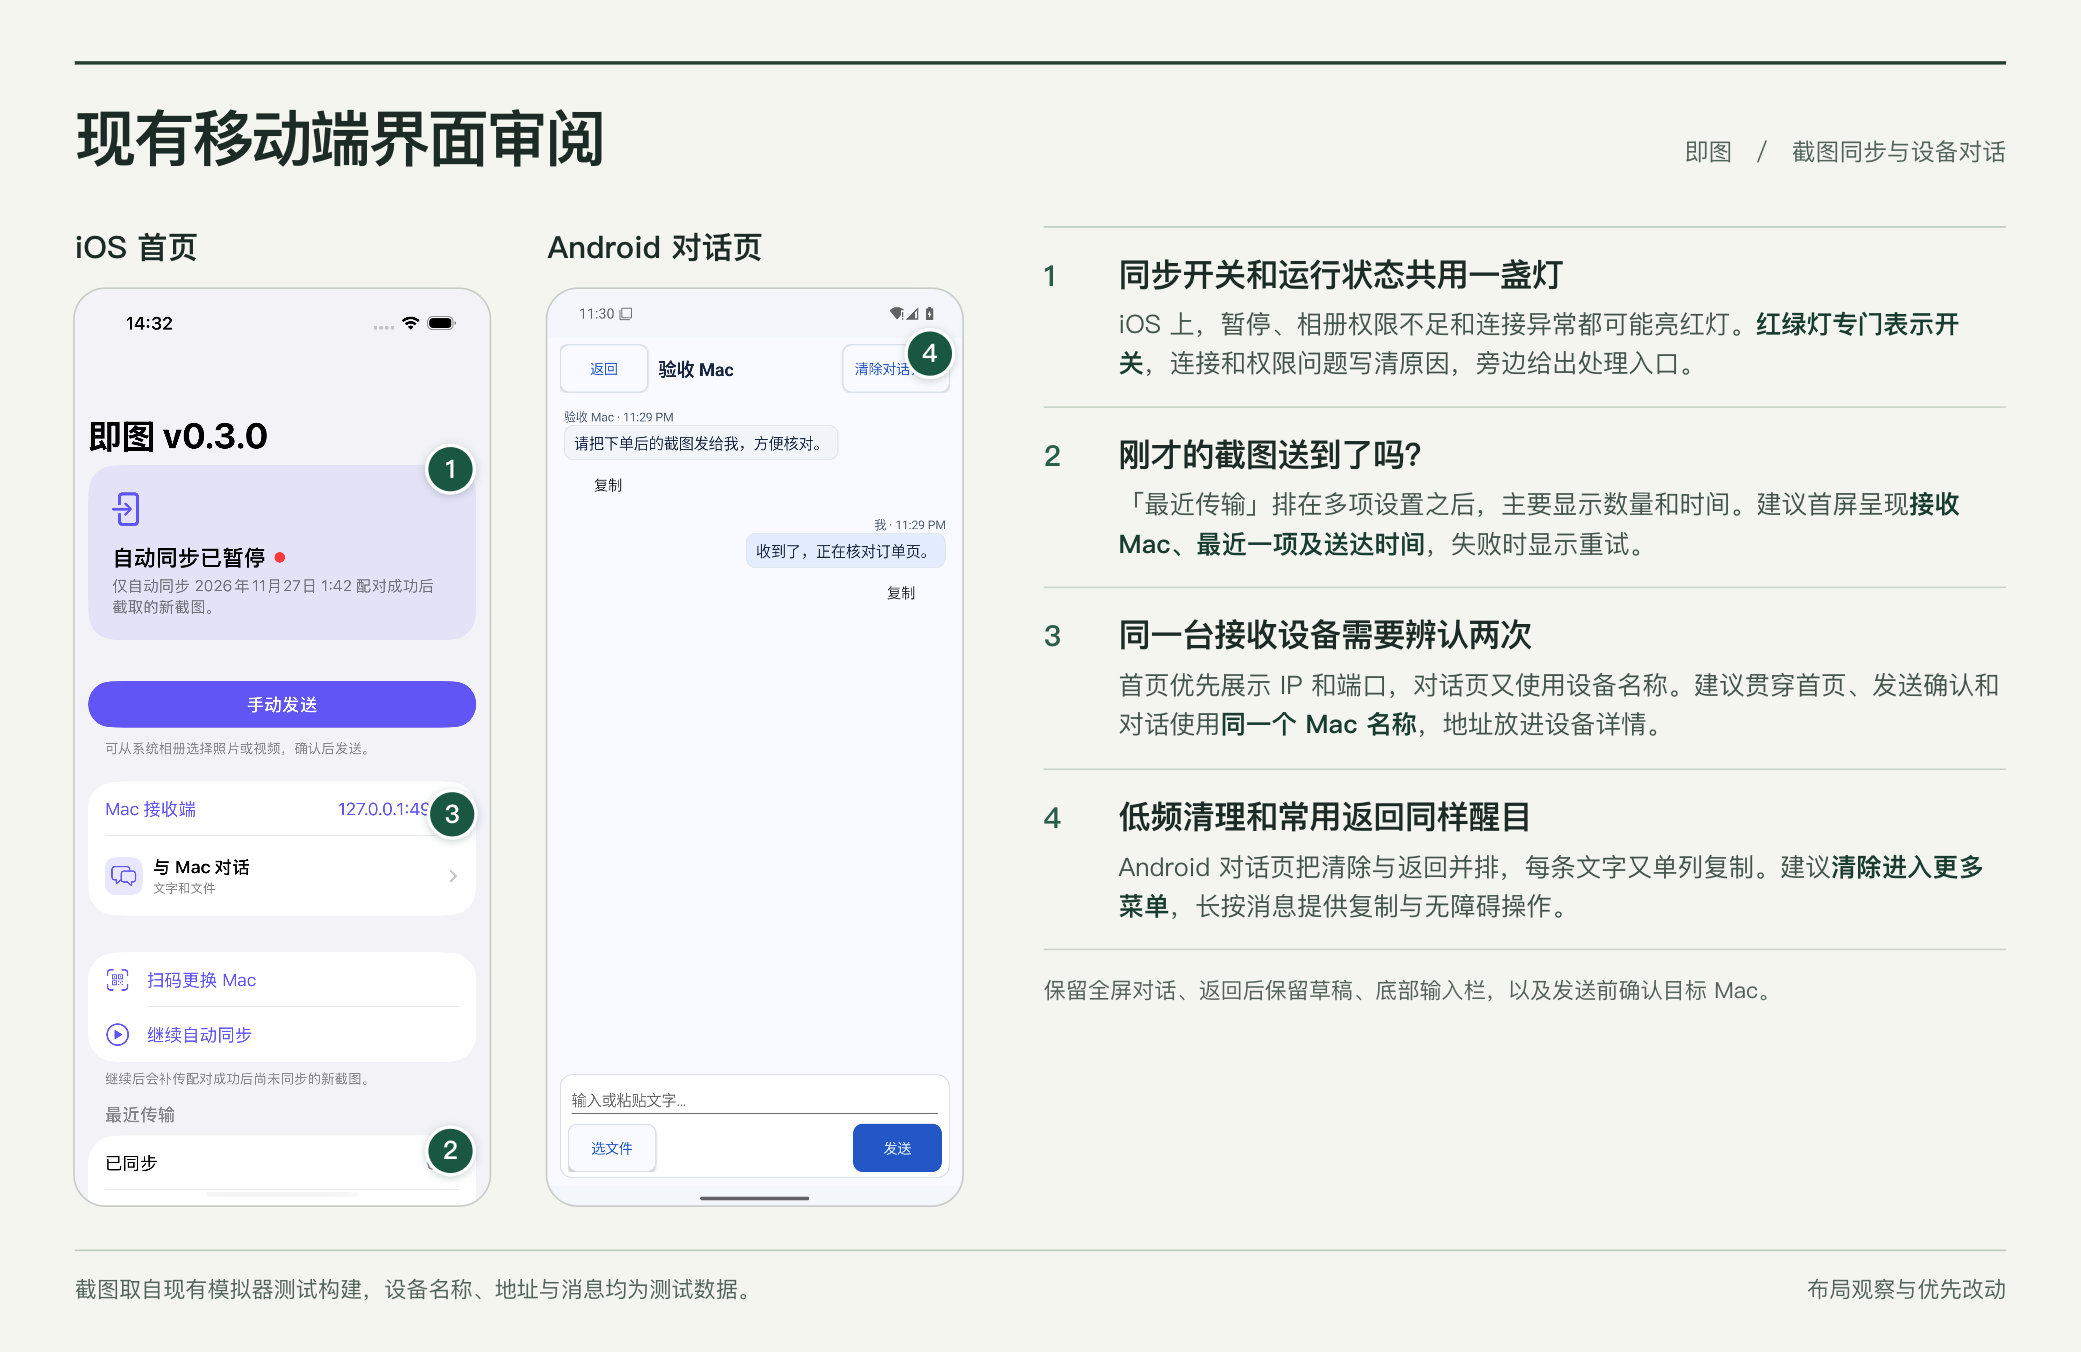 现有移动端界面审阅
即图 / 截图同步与设备对话
iOS 首页
14:32
即图 v0.3.0
1
自动同步已暂停
仅自动同步 2026年11月27日 1:42 配对成功后
截取的新截图。
手动发送
可从系统相册选择照片或视频，确认后发送。
Mac 接收端 127.0.0.1:49
3
与 Mac 对话
文字和文件
扫码更换 Mac
继续自动同步
继续后会补传配对成功后尚未同步的新截图。
最近传输
已同步
2
Android 对话页
11:30
返回
验收 Mac
清除对话
4
验收 Mac · 11:29 PM
请把下单后的截图发给我，方便核对。
复制
我 · 11:29 PM
收到了，正在核对订单页。
复制
输入或粘贴文字...
选文件
发送
1 同步开关和运行状态共用一盏灯
iOS 上，暂停、相册权限不足和连接异常都可能亮红灯。红绿灯专门表示开
关，连接和权限问题写清原因，旁边给出处理入口。
2 刚才的截图送到了吗？
「最近传输」排在多项设置之后，主要显示数量和时间。建议首屏呈现接收
Mac、最近一项及送达时间，失败时显示重试。
3 同一台接收设备需要辨认两次
首页优先展示 IP 和端口，对话页又使用设备名称。建议贯穿首页、发送确认和
对话使用同一个 Mac 名称，地址放进设备详情。
4 低频清理和常用返回同样醒目
Android 对话页把清除与返回并排，每条文字又单列复制。建议清除进入更多
菜单，长按消息提供复制与无障碍操作。
保留全屏对话、返回后保留草稿、底部输入栏，以及发送前确认目标 Mac。
截图取自现有模拟器测试构建，设备名称、地址与消息均为测试数据。
布局观察与优先改动